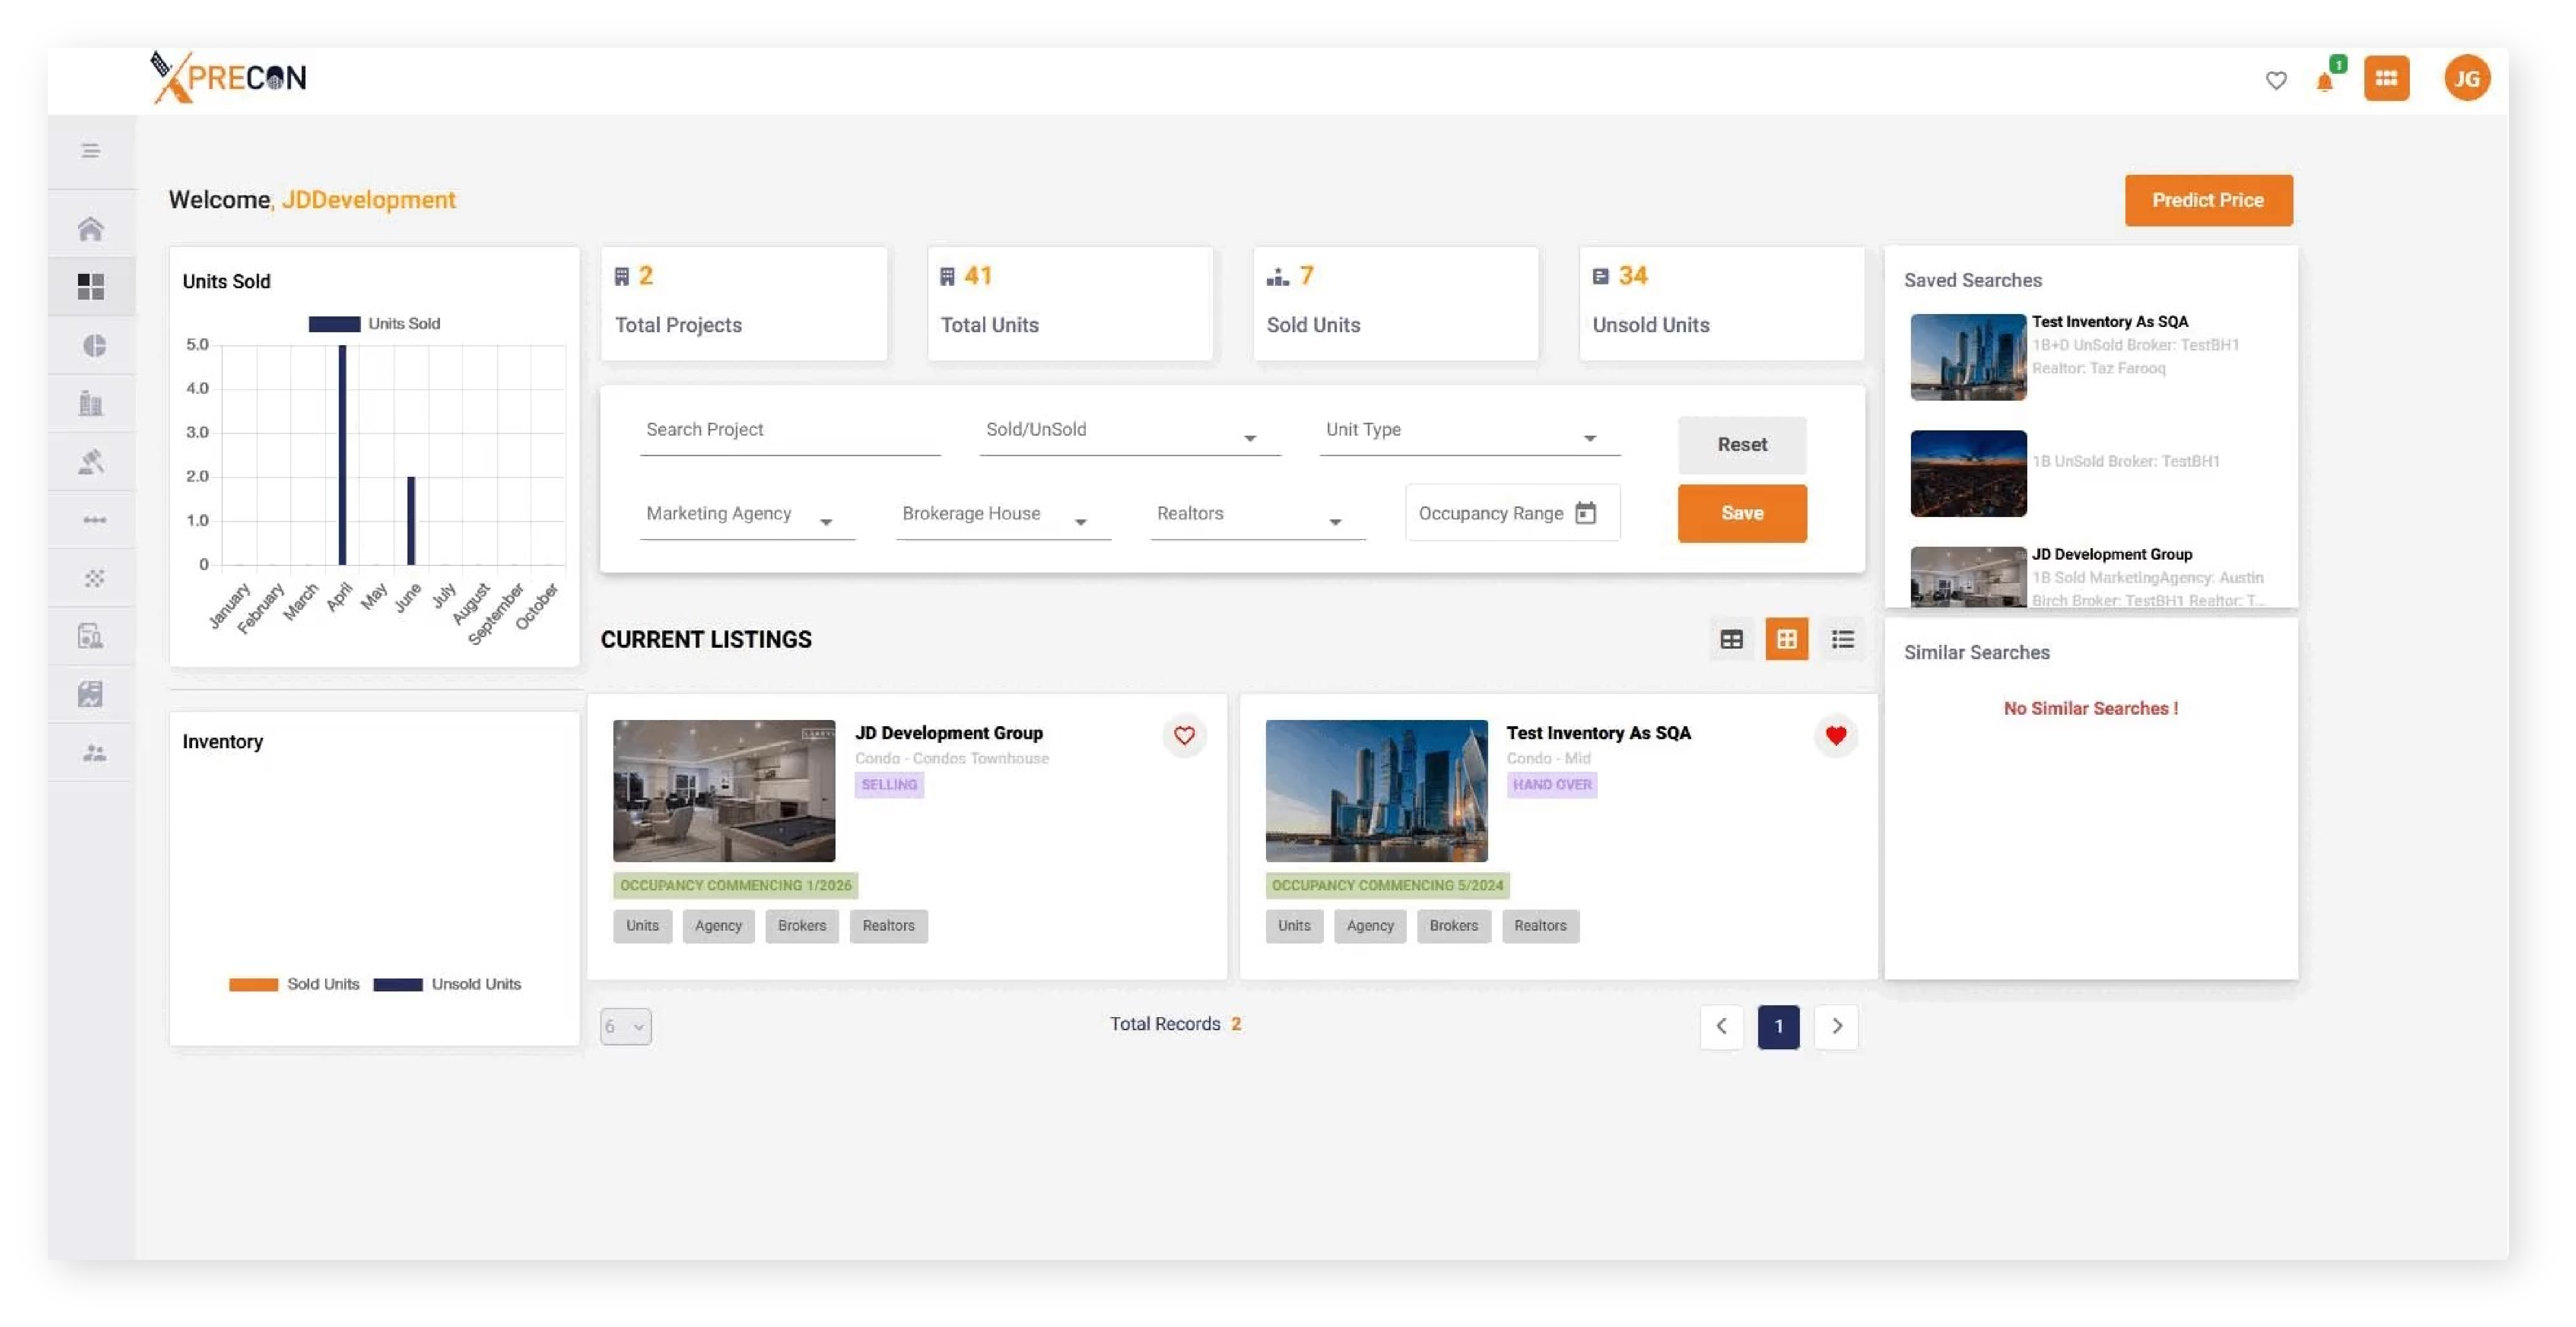 XPRECON
1
JG
Welcome, JDDevelopment
Predict Price
Units Sold
Units Sold
5.0
4.0
3.0
2.0
1.0
0
January
February
March
April
May
June
July
August
September
October
2
Total Projects
41
Total Units
7
Sold Units
34
Unsold Units
Search Project
Sold/UnSold
Unit Type
Reset
Marketing Agency
Brokerage House
Realtors
Occupancy Range
Save
Saved Searches
Test Inventory As SQA
1B+D UnSold Broker: TestBH1
Realtor: Taz Farooq
1B UnSold Broker: TestBH1
JD Development Group
1B Sold MarketingAgency: Austin
Birch Broker: TestBH1 Realtor: T...
CURRENT LISTINGS
Similar Searches
No Similar Searches !
Inventory
Sold Units
Unsold Units
JD Development Group
Condo - Condos Townhouse
SELLING
OCCUPANCY COMMENCING 1/2026
Units
Agency
Brokers
Realtors
Test Inventory As SQA
Condo - Mid
HAND OVER
OCCUPANCY COMMENCING 5/2024
Units
Agency
Brokers
Realtors
6
Total Records 2
1